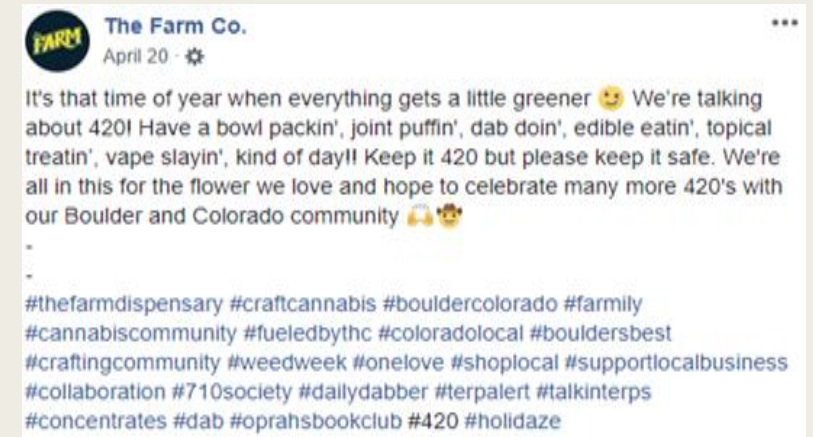 THE FARM
The Farm Co.
April 20 ·
It's that time of year when everything gets a little greener 😉 We're talking
about 420! Have a bowl packin', joint puffin', dab doin', edible eatin', topical
treatin', vape slayin', kind of day!! Keep it 420 but please keep it safe. We're
all in this for the flower we love and hope to celebrate many more 420's with
our Boulder and Colorado community 🙌🤠
-
-
#thefarmdispensary #craftcannabis #bouldercolorado #farmily
#cannabiscommunity #fueledbythc #coloradolocal #bouldersbest
#craftingcommunity #weedweek #onelove #shoplocal #supportlocalbusiness
#collaboration #710society #dailydabber #terpalert #talkinterps
#concentrates #dab #oprahsbookclub #420 #holidaze